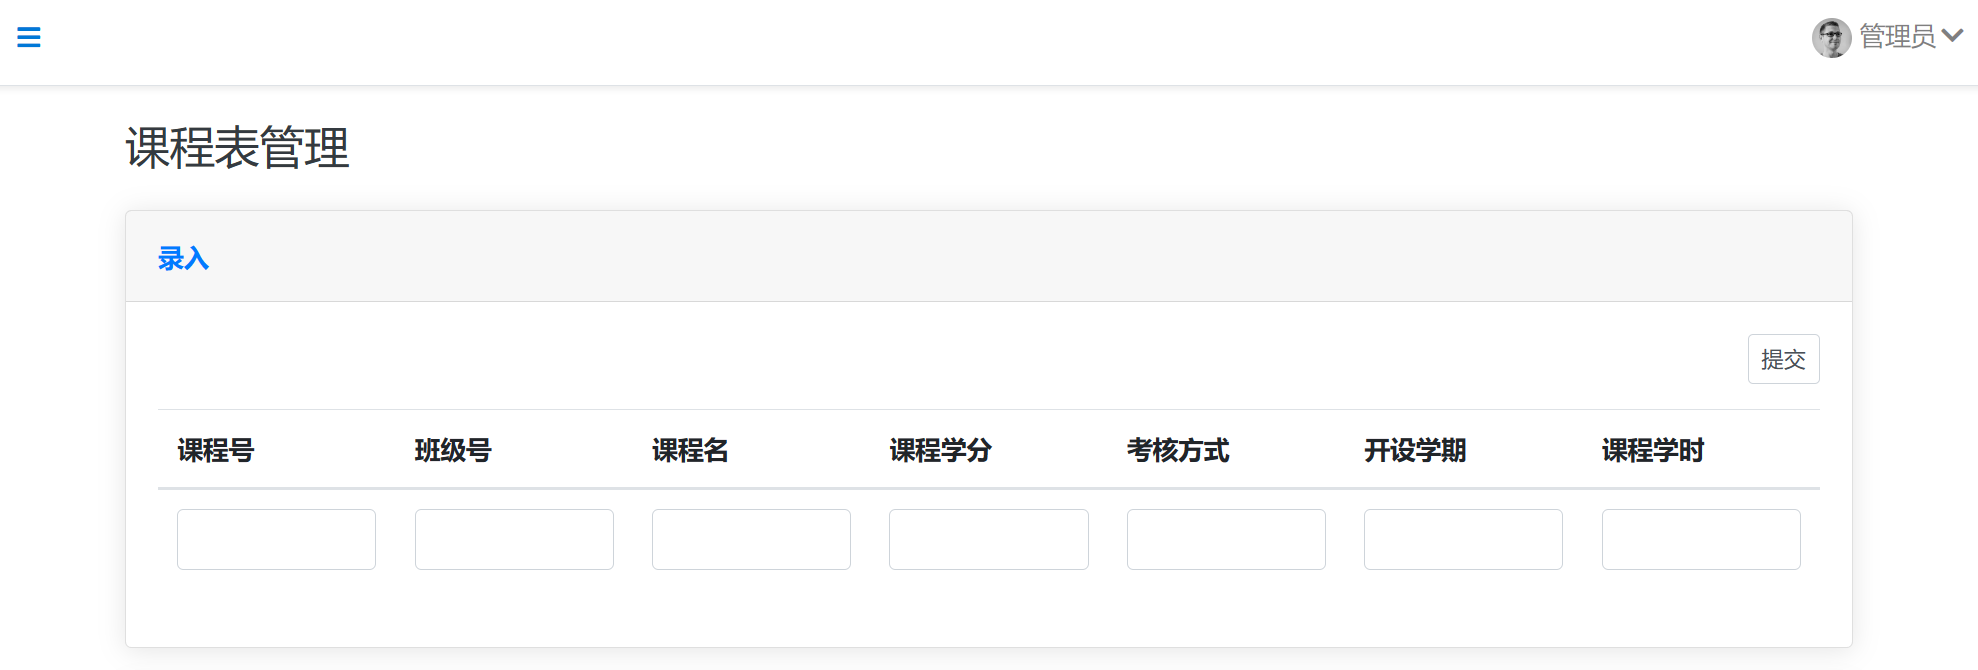 管理员
课程表管理
录入
提交
课程号 班级号 课程名 课程学分 考核方式 开设学期 课程学时